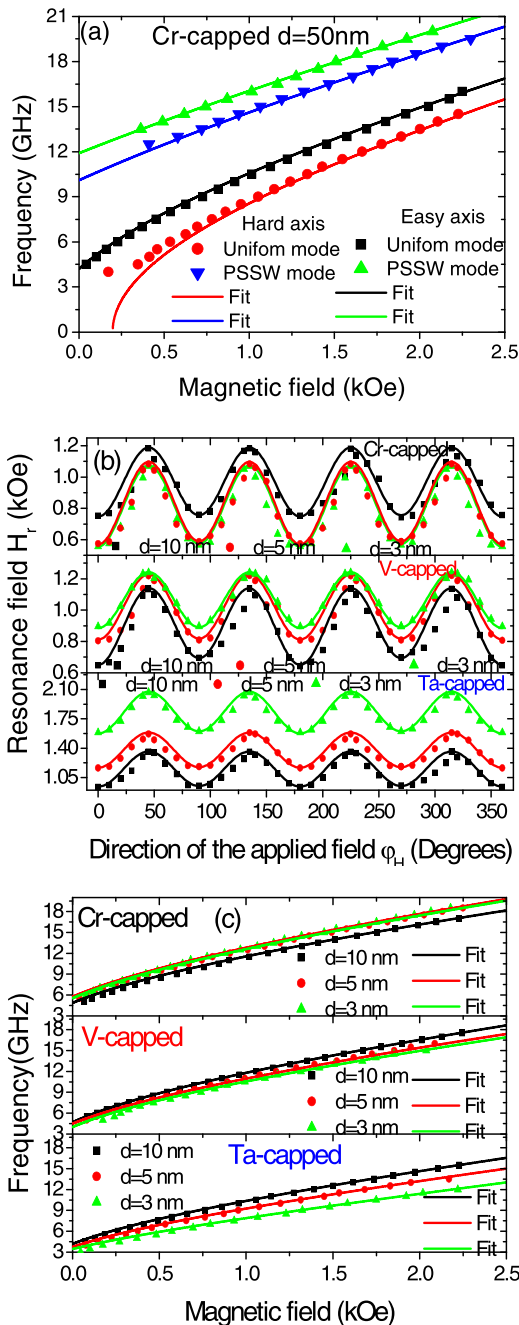 (a) Cr-capped d=50nm
21
18
15
12
9
6
3
0
Frequency (GHz)
Hard axis Easy axis
Unifom mode Unifom mode
PSSW mode PSSW mode
Fit Fit
Fit Fit
0.0 0.5 1.0 1.5 2.0 2.5
Magnetic field (kOe)
(b)
Resonance field Hr (kOe)
1.2
1.0
0.8
0.6
Cr-capped
d=10 nm d=5 nm d=3 nm
V-capped
1.2
1.0
0.8
0.6
d=10 nm d=5 nm d=3 nm
d=10 nm d=5 nm d=3 nm Ta-capped
2.10
1.75
1.40
1.05
0 50 100 150 200 250 300 350
Direction of the applied field φH (Degrees)
Cr-capped (c)
Frequency(GHz)
18
15
12
9
6
3
d=10 nm Fit
d=5 nm Fit
d=3 nm Fit
V-capped
18
15
12
9
6
3
d=10 nm Fit
d=5 nm Fit
d=3 nm Fit
Ta-capped
18
15
12
9
6
3
d=10 nm
d=5 nm
d=3 nm
Fit
Fit
Fit
0.0 0.5 1.0 1.5 2.0 2.5
Magnetic field (kOe)